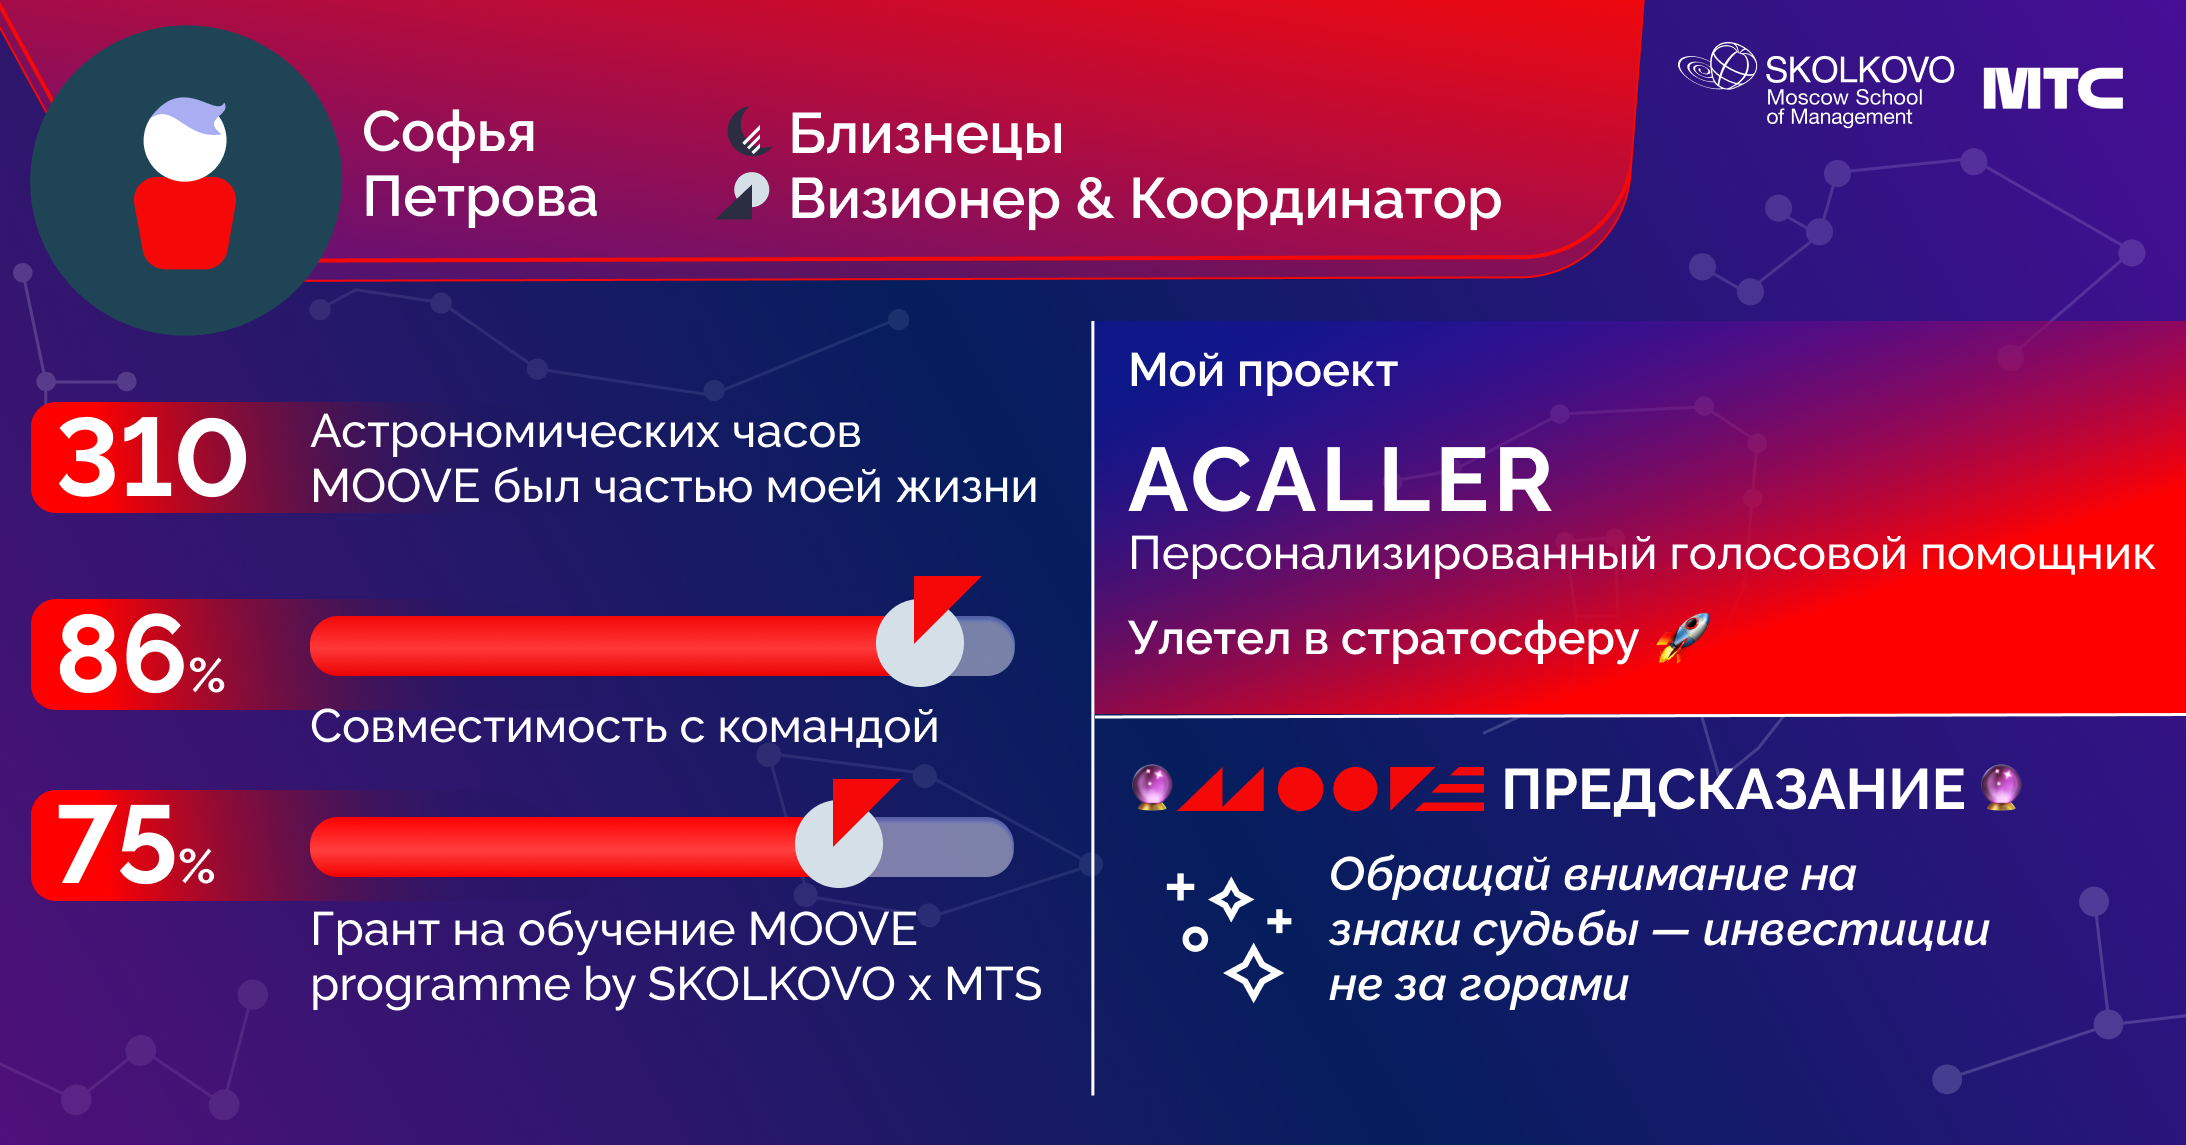 Софья
Петрова
Близнецы
Визионер & Координатор
SKOLKOVO
Moscow School
of Management
МТС
310
Астрономических часов
MOOVE был частью моей жизни
86%
Совместимость с командой
75%
Грант на обучение MOOVE
programme by SKOLKOVO x MTS
Мой проект
ACALLER
Персонализированный голосовой помощник
Улетел в стратосферу 🚀
🔮 MOOVE ПРЕДСКАЗАНИЕ 🔮
Обращай внимание на
знаки судьбы — инвестиции
не за горами